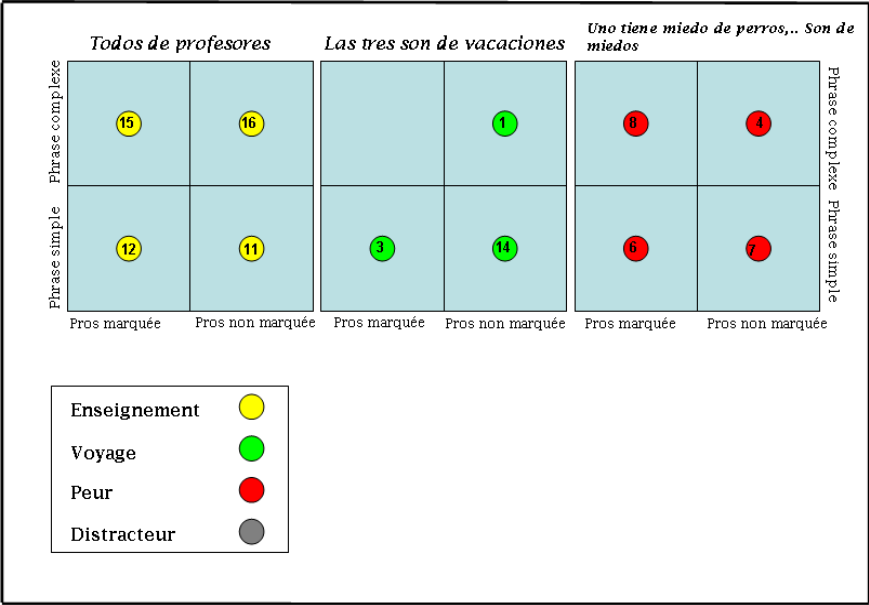 Todos de profesores
Las tres son de vacaciones
Uno tiene miedo de perros,.. Son de
miedos
Phrase complexe
15
16
1
8
4
Phrase complexe
Phrase simple
12
11
3
14
6
7
Phrase simple
Pros marquée
Pros non marquée
Pros marquée
Pros non marquée
Pros marquée
Pros non marquée
Enseignement
Voyage
Peur
Distracteur